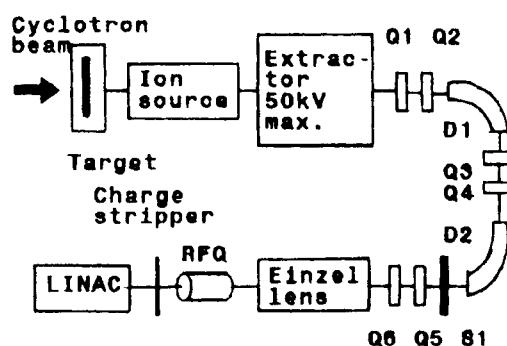 Cyclotron
beam
Target
Ion
source
Extrac-
tor
50kV
max.
Q1 Q2
D1
Q3
Q4
D2
S1
Q5
Q6
Einzel
lens
RFQ
Charge
stripper
LINAC